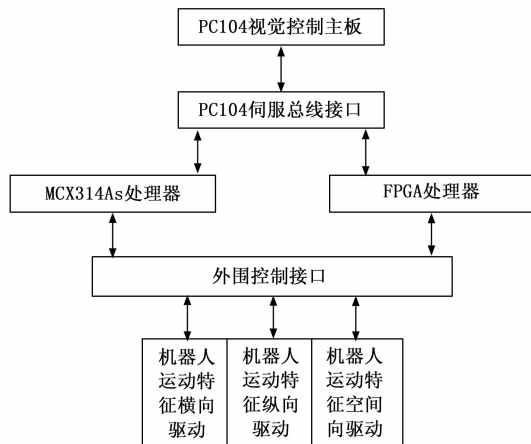 PC104视觉控制主板
PC104伺服总线接口
MCX314As处理器
FPGA处理器
外围控制接口
机器人
运动特
征横向
驱动
机器人
运动特
征纵向
驱动
机器人
运动特
征空间
向驱动